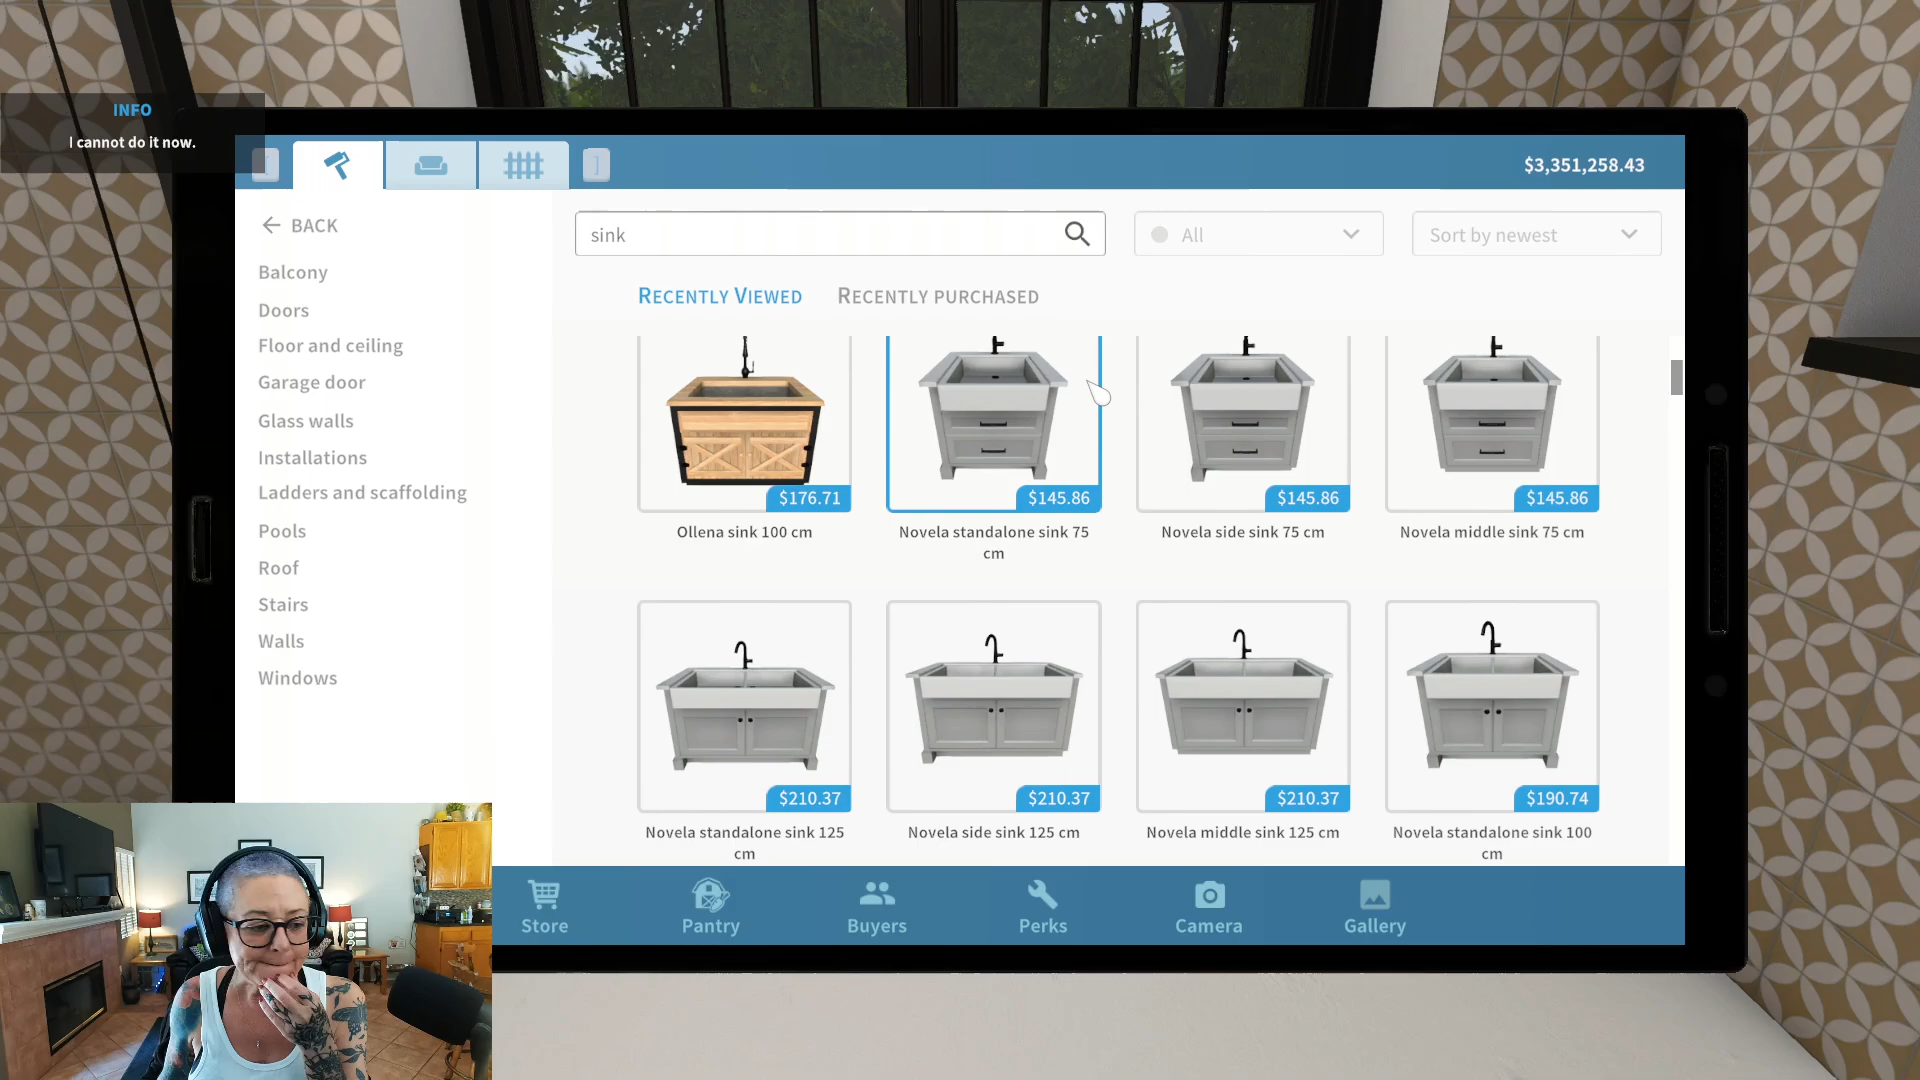 INFO
I cannot do it now.
[
]
$3,351,258.43
BACK
sink
All
Sort by newest
Balcony
Doors
Floor and ceiling
Garage door
Glass walls
Installations
Ladders and scaffolding
Pools
Roof
Stairs
Walls
Windows
RECENTLY VIEWED
RECENTLY PURCHASED
$176.71
$145.86
$145.86
$145.86
Ollena sink 100 cm
Novela standalone sink 75
cm
Novela side sink 75 cm
Novela middle sink 75 cm
$210.37
$210.37
$210.37
$190.74
Novela standalone sink 125
cm
Novela side sink 125 cm
Novela middle sink 125 cm
Novela standalone sink 100
cm
Store
Pantry
Buyers
Perks
Camera
Gallery